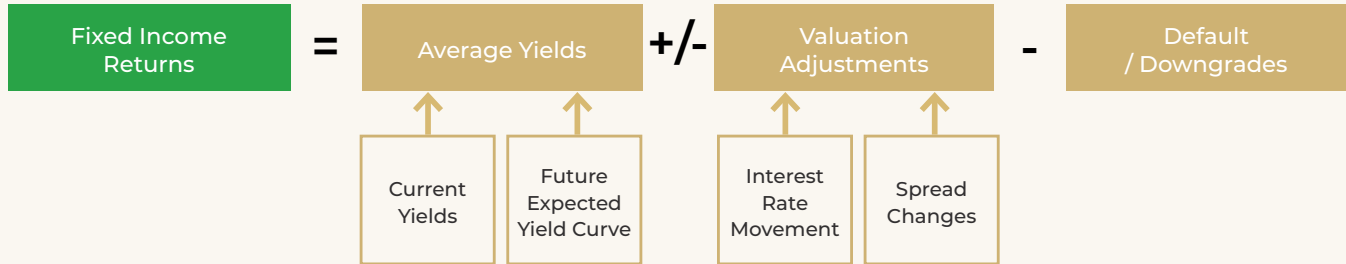 Fixed Income
Returns
=
Average Yields
+/-
Valuation
Adjustments
-
Default
/ Downgrades
Current
Yields
Future
Expected
Yield Curve
Interest
Rate
Movement
Spread
Changes